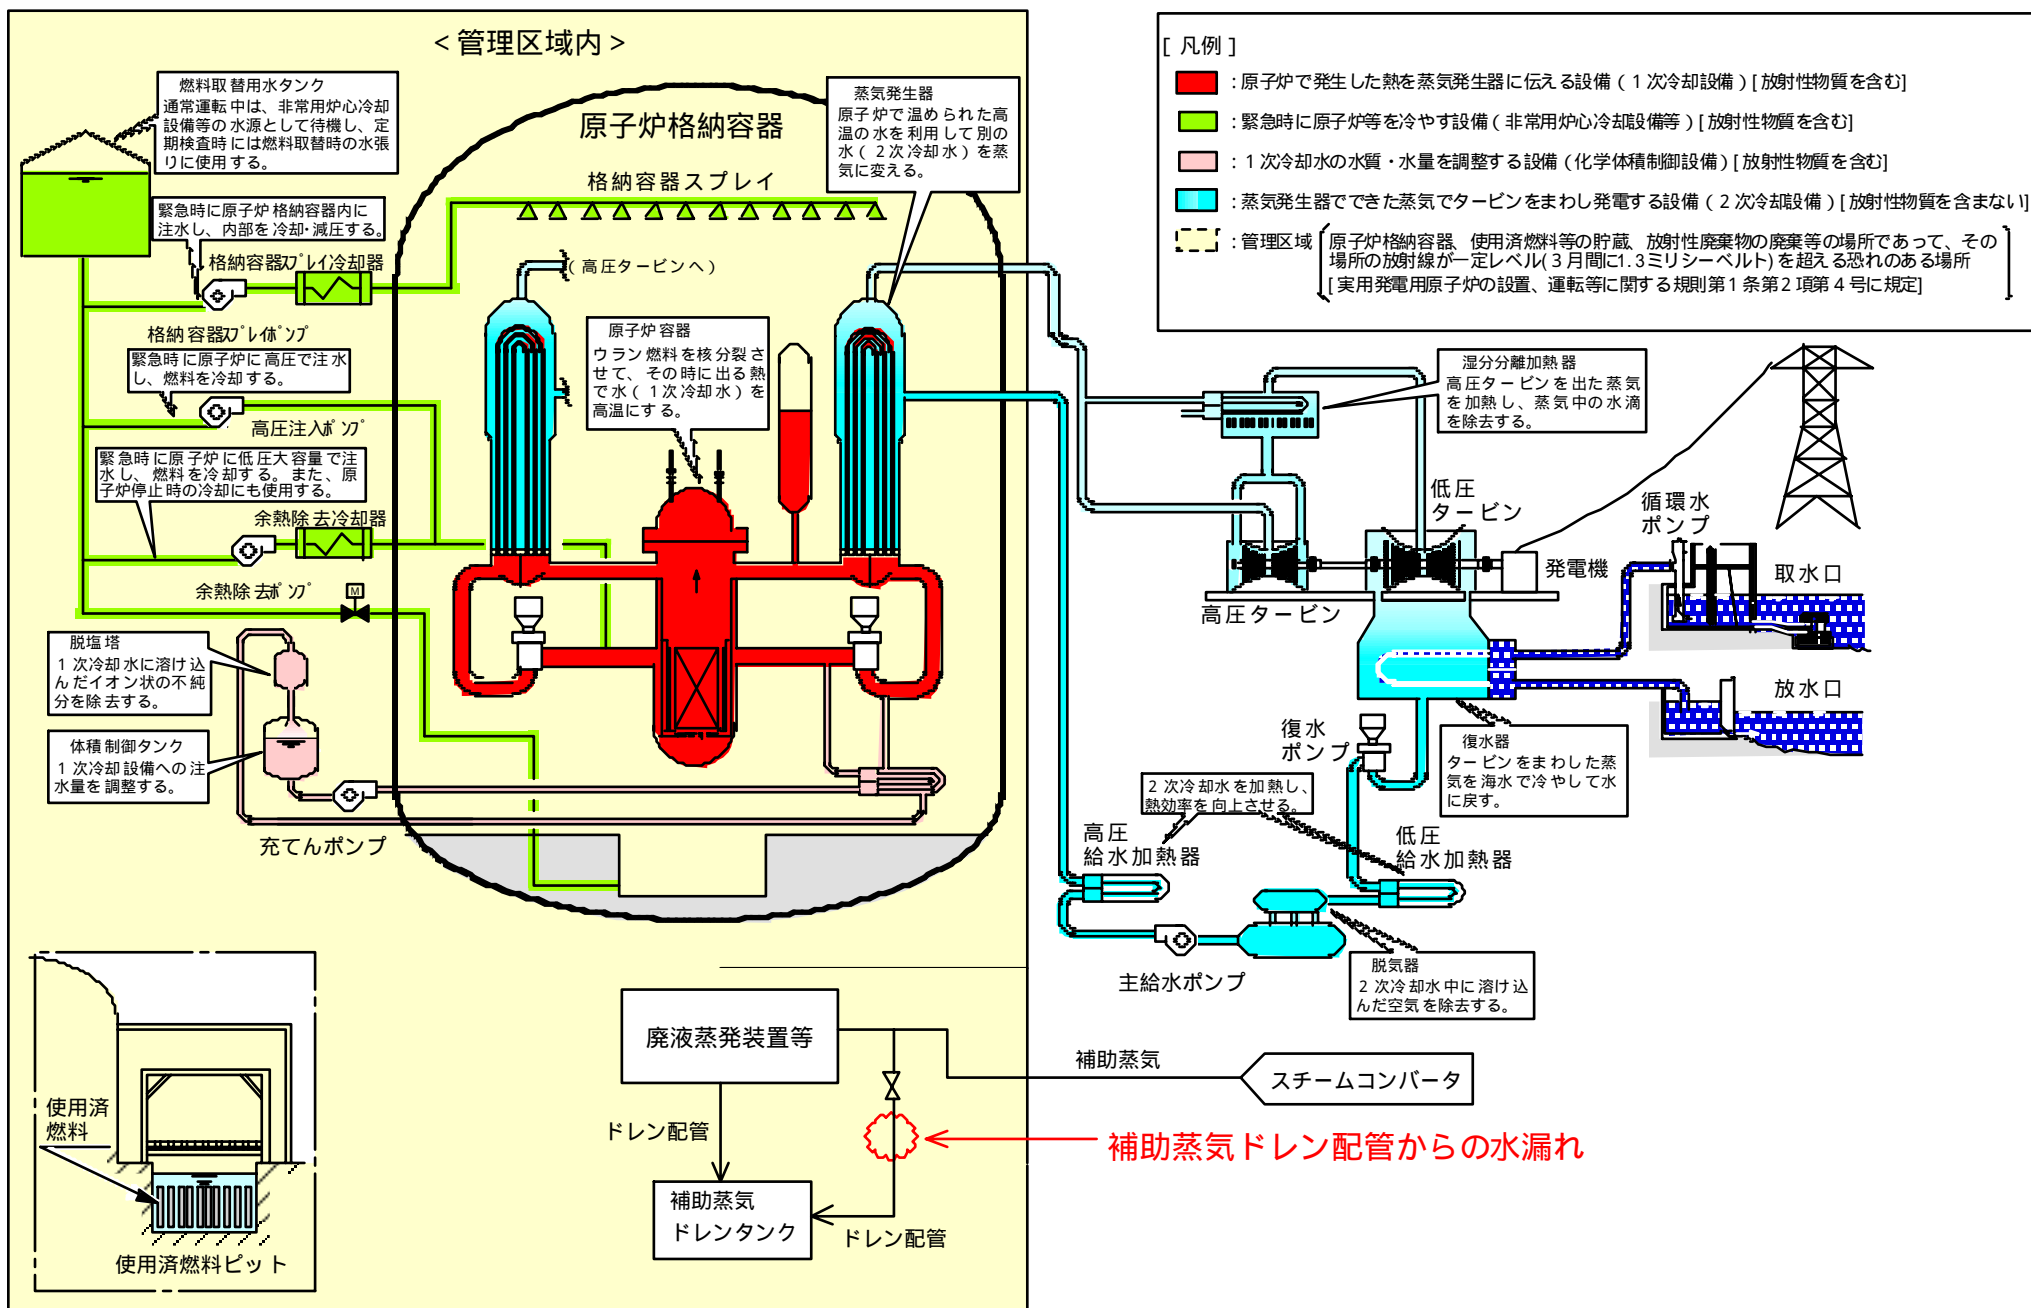 ＜管理区域内＞
燃料取替用水タンク
通常運転中は、非常用炉心冷却
設備等の水源として待機し、定
期検査時には燃料取替時の水張
りに使用する。
緊急時に原子炉格納容器内に
注水し、内部を冷却・減圧する。
格納容器ｽﾌﾟﾚｲ冷却器
格納容器ｽﾌﾟﾚｲﾎﾟﾝﾌﾟ
緊急時に原子炉に高圧で注水
し、燃料を冷却する。
高圧注入ﾎﾟﾝﾌﾟ
緊急時に原子炉に低圧大容量で注
水し、燃料を冷却する。また、原
子炉停止時の冷却にも使用する。
余熱除去冷却器
余熱除去ﾎﾟﾝﾌﾟ
M
脱塩塔
１次冷却水に溶け込
んだイオン状の不純
分を除去する。
体積制御タンク
１次冷却設備への注
水量を調整する。
充てんポンプ
原子炉格納容器
格納容器スプレイ
蒸気発生器
原子炉で温められた高
温の水を利用して別の
水（２次冷却水）を蒸
気に変える。
（高圧タービンへ）
原子炉容器
ウラン燃料を核分裂さ
せて、その時に出る熱
で水（１次冷却水）を
高温にする。
[ 凡例 ]
：原子炉で発生した熱を蒸気発生器に伝える設備（１次冷却設備）[放射性物質を含む]
：緊急時に原子炉等を冷やす設備（非常用炉心冷却設備等）[放射性物質を含む]
：１次冷却水の水質・水量を調整する設備（化学体積制御設備）[放射性物質を含む]
：蒸気発生器でできた蒸気でタービンをまわし発電する設備（２次冷却設備）[放射性物質を含まない]
：管理区域
原子炉格納容器、使用済燃料等の貯蔵、放射性廃棄物の廃棄等の場所であって、その
場所の放射線が一定レベル(３月間に1.3ミリシーベルト)を超える恐れのある場所
[実用発電用原子炉の設置、運転等に関する規則第１条第２項第４号に規定]
湿分分離加熱器
高圧タービンを出た蒸気
を加熱し、蒸気中の水滴
を除去する。
低圧
タービン
高圧タービン
発電機
循環水
ポンプ
取水口
放水口
復水
ポンプ
復水器
タービンをまわした蒸
気を海水で冷やして水
に戻す。
２次冷却水を加熱し、
熱効率を向上させる。
高圧
給水加熱器
低圧
給水加熱器
主給水ポンプ
脱気器
２次冷却水中に溶け込
んだ空気を除去する。
使用済
燃料
使用済燃料ピット
廃液蒸発装置等
補助蒸気
スチームコンバータ
ドレン配管
補助蒸気ドレン配管からの水漏れ
補助蒸気
ドレンタンク
ドレン配管